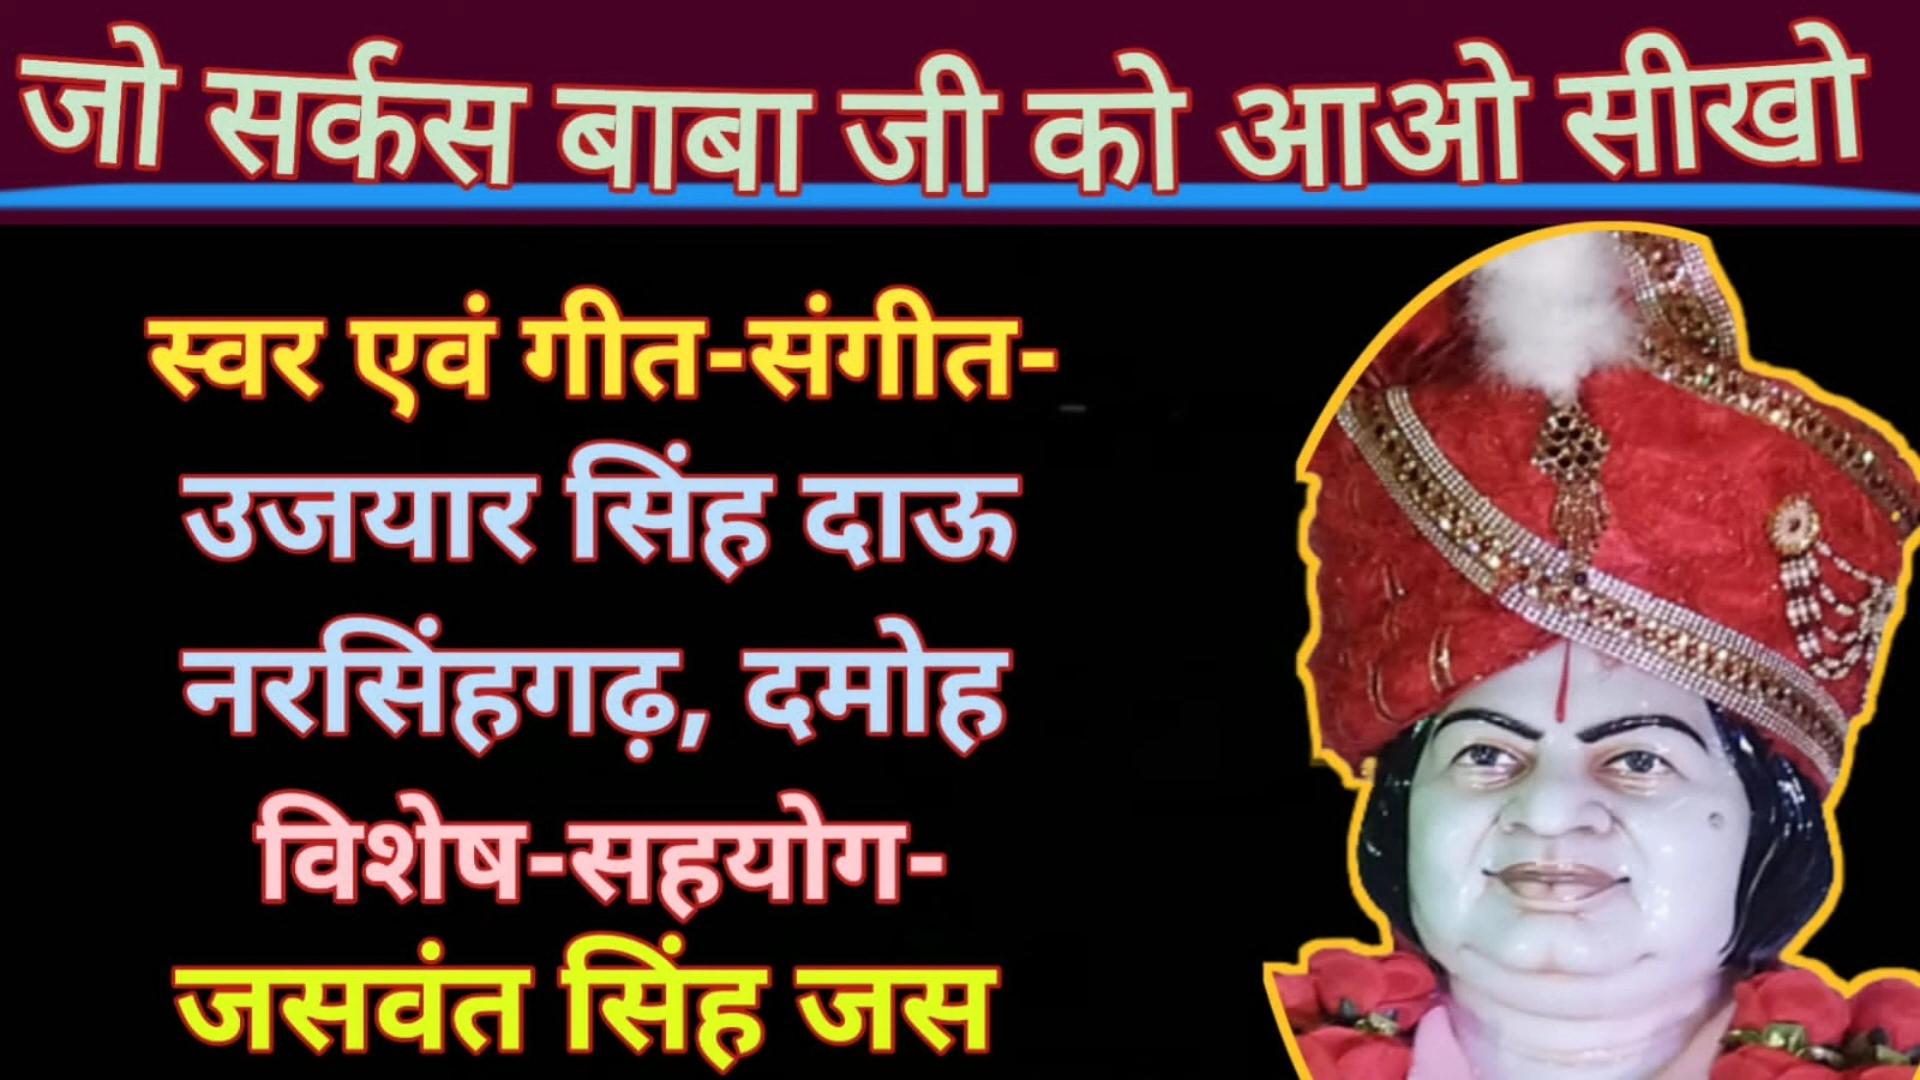 जो सर्कस बाबा जी को आओ सीखो
स्वर एवं गीत-संगीत-
उजयार सिंह दाऊ
नरसिंहगढ़, दमोह
विशेष-सहयोग-
जसवंत सिंह जस